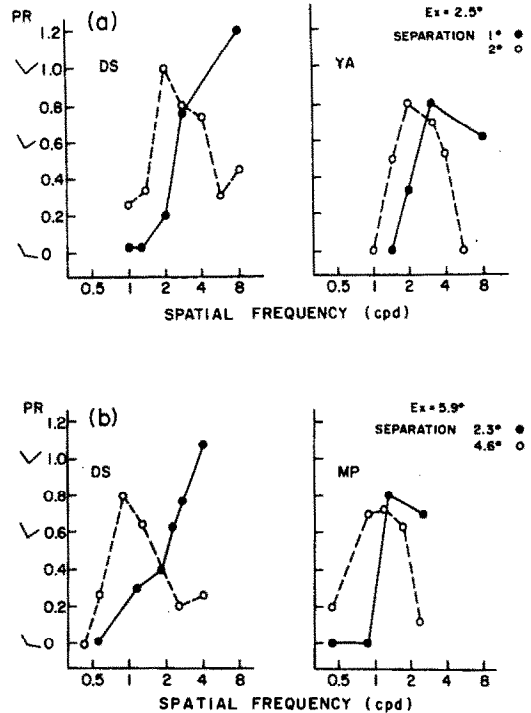 PR (a) Ex = 2.5°
1.2 SEPARATION 1° ●
DS YA 2° ○
1.0
0.8
0.6
0.4
0.2
0
0.5 1 2 4 8 0.5 1 2 4 8
SPATIAL FREQUENCY (cpd)
PR (b) Ex = 5.9°
1.2 SEPARATION 2.3° ●
4.6° ○
1.0
DS MP
0.8
0.6
0.4
0.2
0
0.5 1 2 4 8 0.5 1 2 4 8
SPATIAL FREQUENCY (cpd)